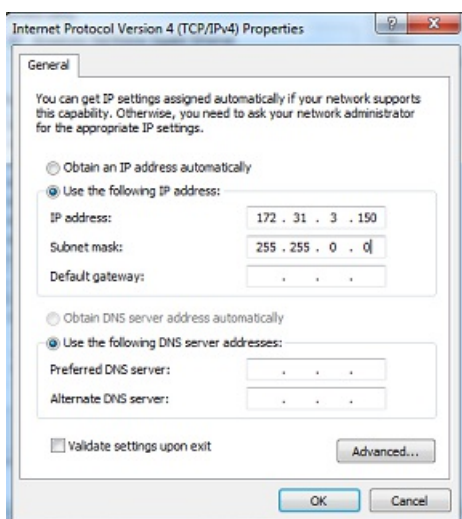 Internet Protocol Version 4 (TCP/IPv4) Properties
General
You can get IP settings assigned automatically if your network supports
this capability. Otherwise, you need to ask your network administrator
for the appropriate IP settings.
Obtain an IP address automatically
Use the following IP address:
IP address: 172 . 31 . 3 . 150
Subnet mask: 255 . 255 . 0 . 0
Default gateway: . . .
Obtain DNS server address automatically
Use the following DNS server addresses:
Preferred DNS server: . . .
Alternate DNS server: . . .
Validate settings upon exit
Advanced...
OK Cancel